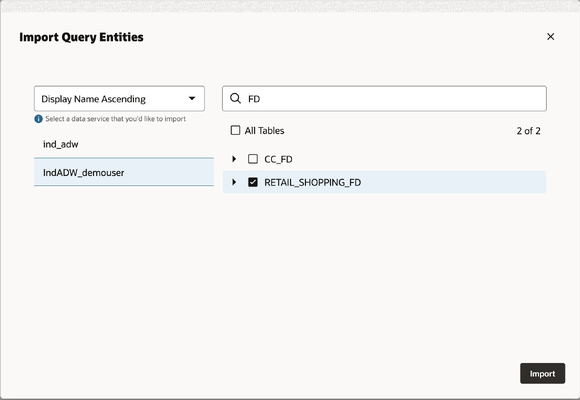 Import Query Entities
Display Name Ascending
Select a data service that you'd like to import
ind_adw
IndADW_demouser
FD
All Tables
2 of 2
CC_FD
RETAIL_SHOPPING_FD
Import